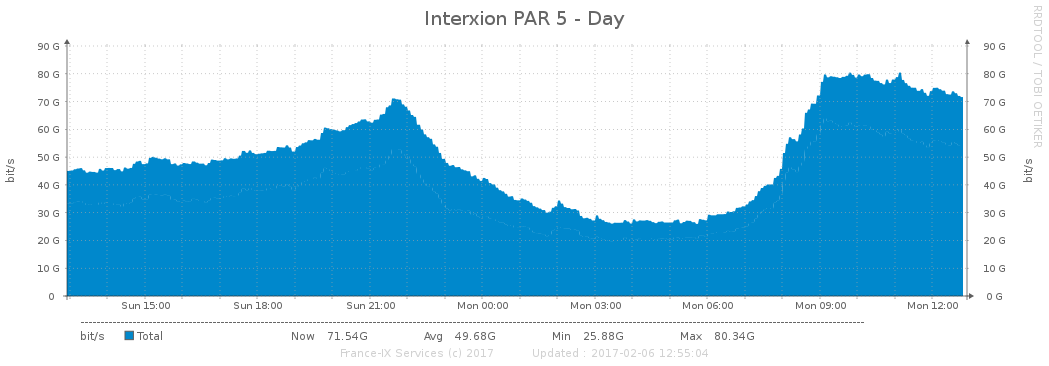 Interxion PAR 5 - Day
RRDTOOL / TOBI OETIKER
bit/s
90 G 90 G
80 G 80 G
70 G 70 G
60 G 60 G
50 G 50 G
40 G 40 G
30 G 30 G
20 G 20 G
10 G 10 G
0 0 G
bit/s
Sun 15:00 Sun 18:00 Sun 21:00 Mon 00:00 Mon 03:00 Mon 06:00 Mon 09:00 Mon 12:00
bit/s Total Now 71.54G Avg 49.68G Min 25.88G Max 80.34G
France-IX Services (c) 2017 Updated : 2017-02-06 12:55:04